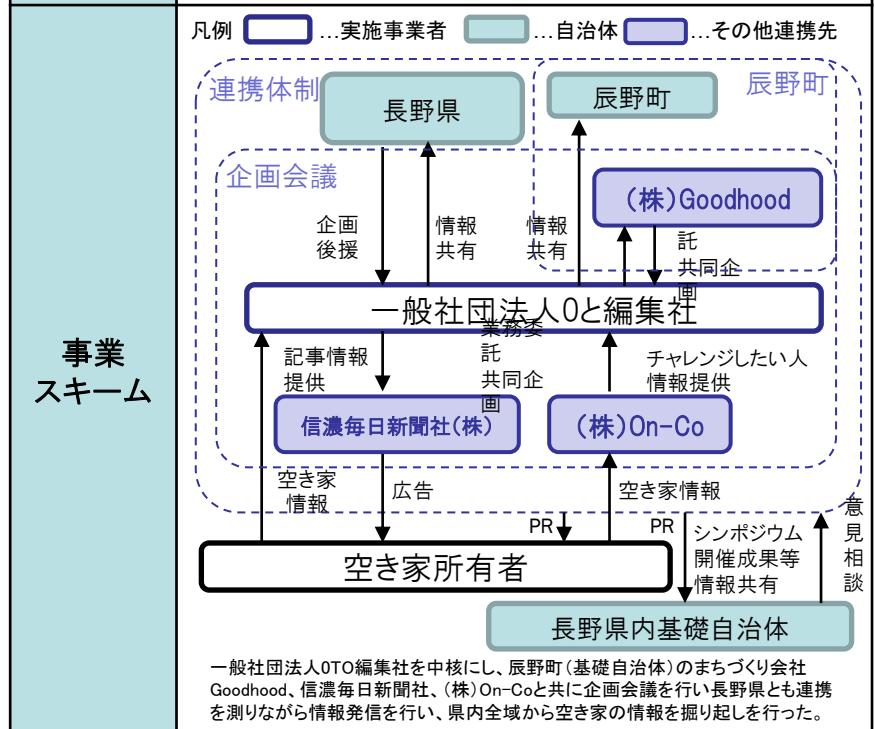 事業
スキーム
凡例 …実施事業者 …自治体 …その他連携先
連携体制
長野県
辰野町
辰野町
企画会議
(株)Goodhood
企画
後援
情報
共有
情報
共有
託
共同企
画
一般社団法人0と編集社
業務委
託
共同企
画
記事情報
提供
チャレンジしたい人
情報提供
信濃毎日新聞社(株)
(株)On-Co
空き家
情報
広告
空き家情報
PR
PR
シンポジウム
開催成果等
情報共有
意
見
相
談
空き家所有者
長野県内基礎自治体
一般社団法人0TO編集社を中核にし、辰野町(基礎自治体)のまちづくり会社
Goodhood、信濃毎日新聞社、(株)On-Coと共に企画会議を行い長野県とも連携
を測りながら情報発信を行い、県内全域から空き家の情報を掘り起しを行った。